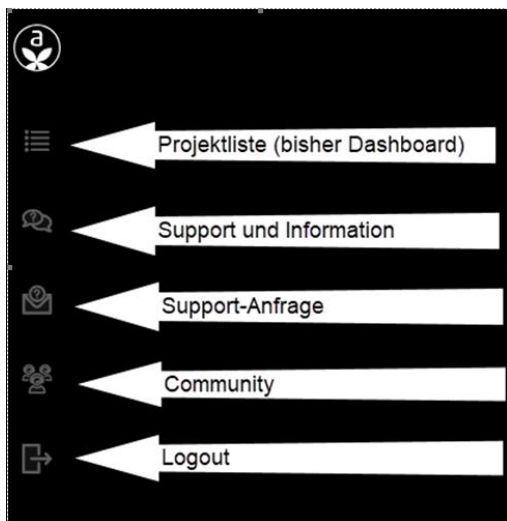 a
Projektliste (bisher Dashboard)
Support und Information
Support-Anfrage
Community
Logout